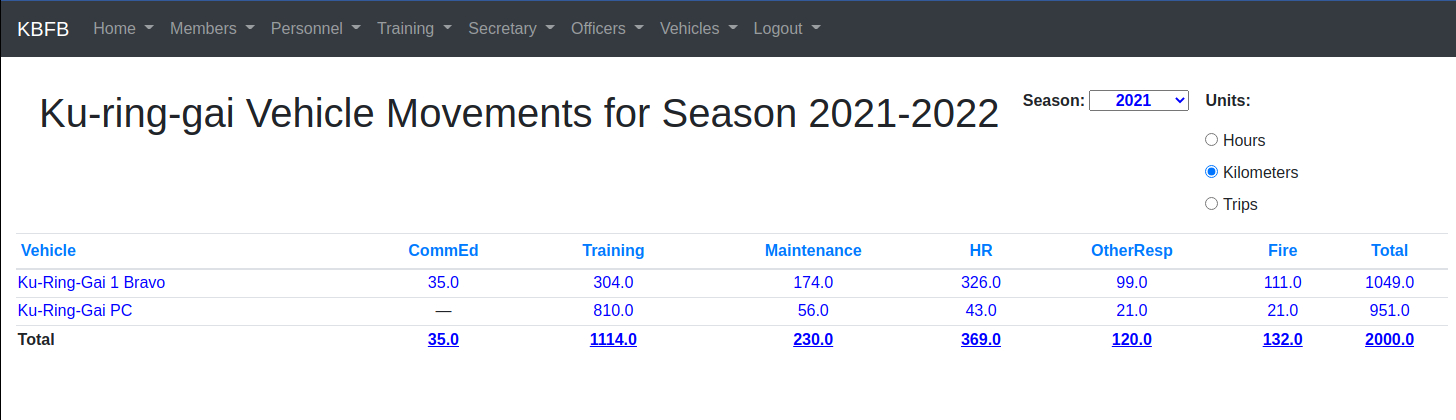 KBFB Home Members Personnel Training Secretary Officers Vehicles Logout
Ku-ring-gai Vehicle Movements for Season 2021-2022
Season: 2021
Units:
Hours
Kilometers
Trips
Vehicle CommEd Training Maintenance HR OtherResp Fire Total
Ku-Ring-Gai 1 Bravo 35.0 304.0 174.0 326.0 99.0 111.0 1049.0
Ku-Ring-Gai PC — 810.0 56.0 43.0 21.0 21.0 951.0
Total 35.0 1114.0 230.0 369.0 120.0 132.0 2000.0